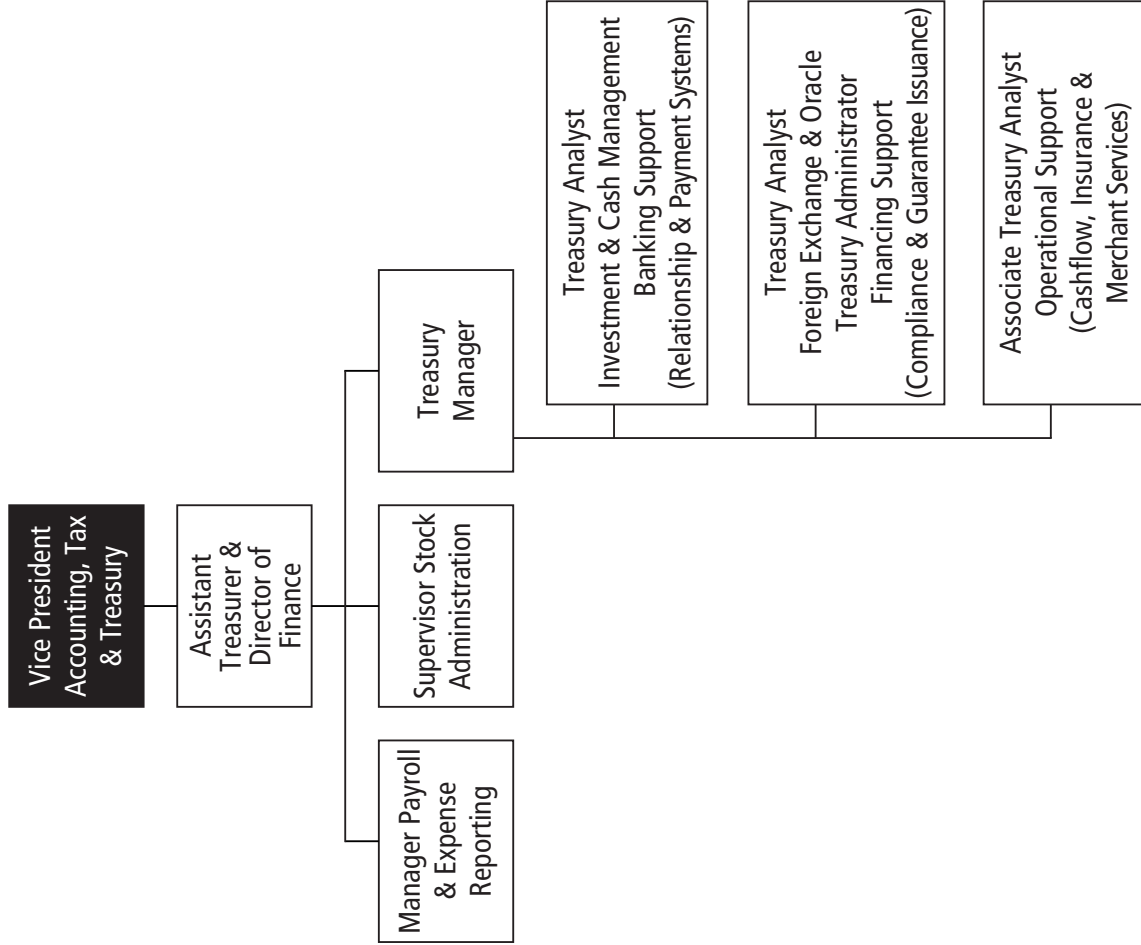 Vice President
Accounting, Tax
& Treasury
Assistant
Treasurer &
Director of
Finance
Manager Payroll
& Expense
Reporting
Supervisor Stock
Administration
Treasury
Manager
Treasury Analyst
Investment & Cash Management
Banking Support
(Relationship & Payment Systems)
Treasury Analyst
Foreign Exchange & Oracle
Treasury Administrator
Financing Support
(Compliance & Guarantee Issuance)
Associate Treasury Analyst
Operational Support
(Cashflow, Insurance &
Merchant Services)